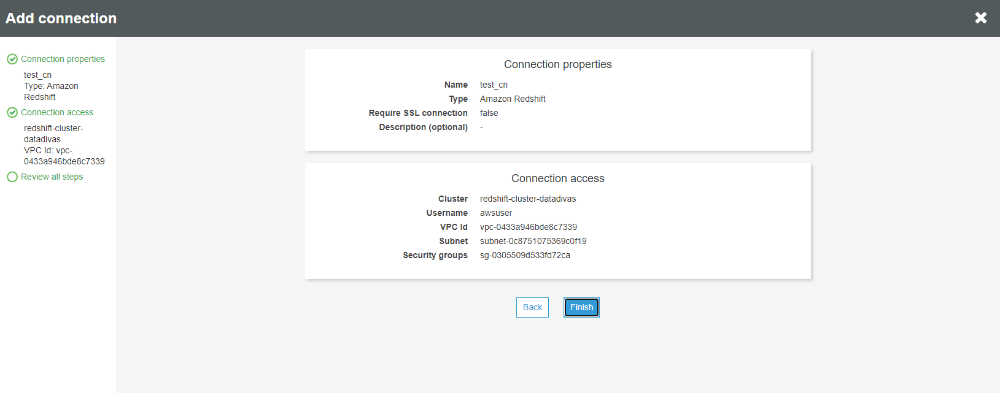 Add connection
Connection properties
test_cn
Type: Amazon
Redshift
Connection access
redshift-cluster-
datadivas
VPC Id: vpc-
0433a946bde8c7339
Review all steps
Connection properties
Name test_cn
Type Amazon Redshift
Require SSL connection false
Description (optional) -
Connection access
Cluster redshift-cluster-datadivas
Username awsuser
VPC Id vpc-0433a946bde8c7339
Subnet subnet-0c8751075369c0f19
Security groups sg-0305509d533fd72ca
Back Finish